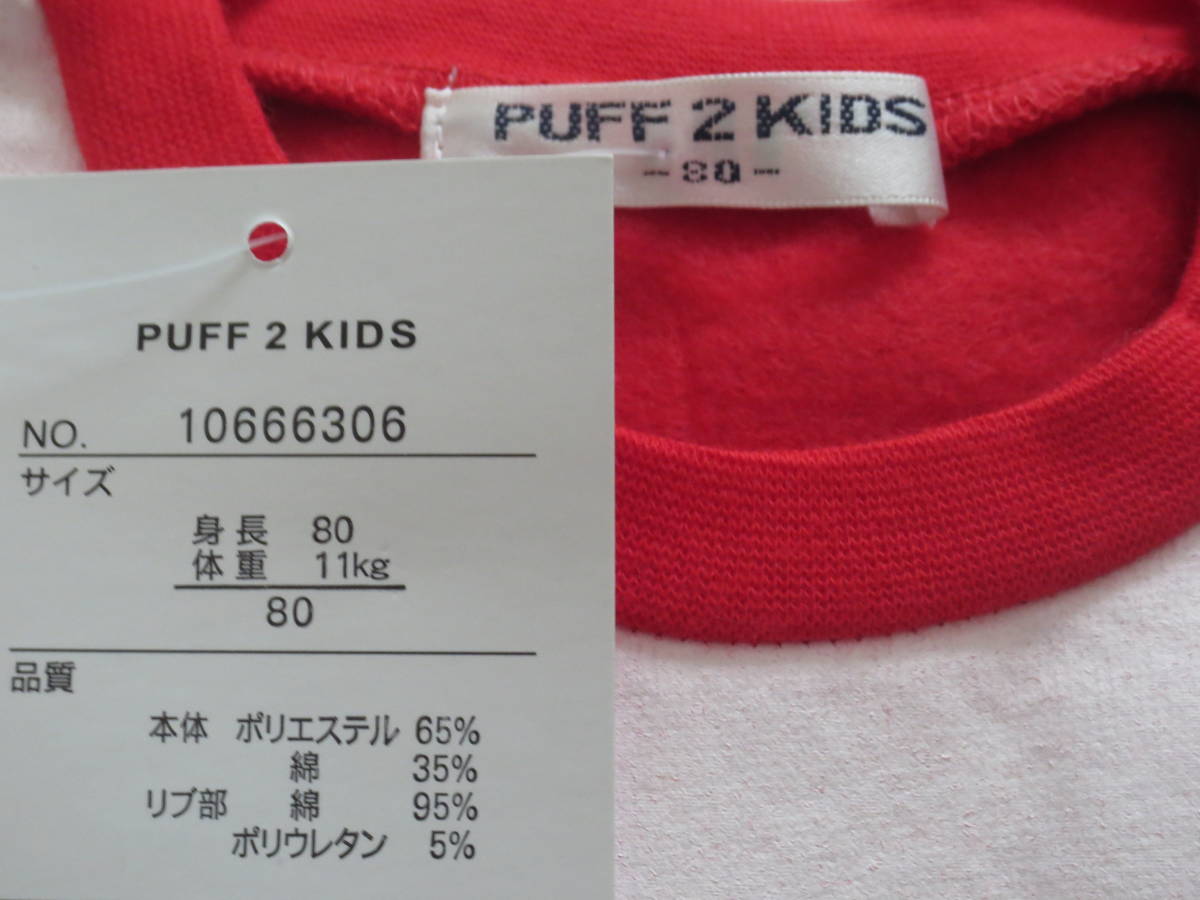 PUFF 2 KIDS
- 80 -
PUFF 2 KIDS
NO. 10666306
サイズ
身長 80
体重 11kg
80
品質
本体 ポリエステル 65%
綿 35%
リブ部 綿 95%
ポリウレタン 5%